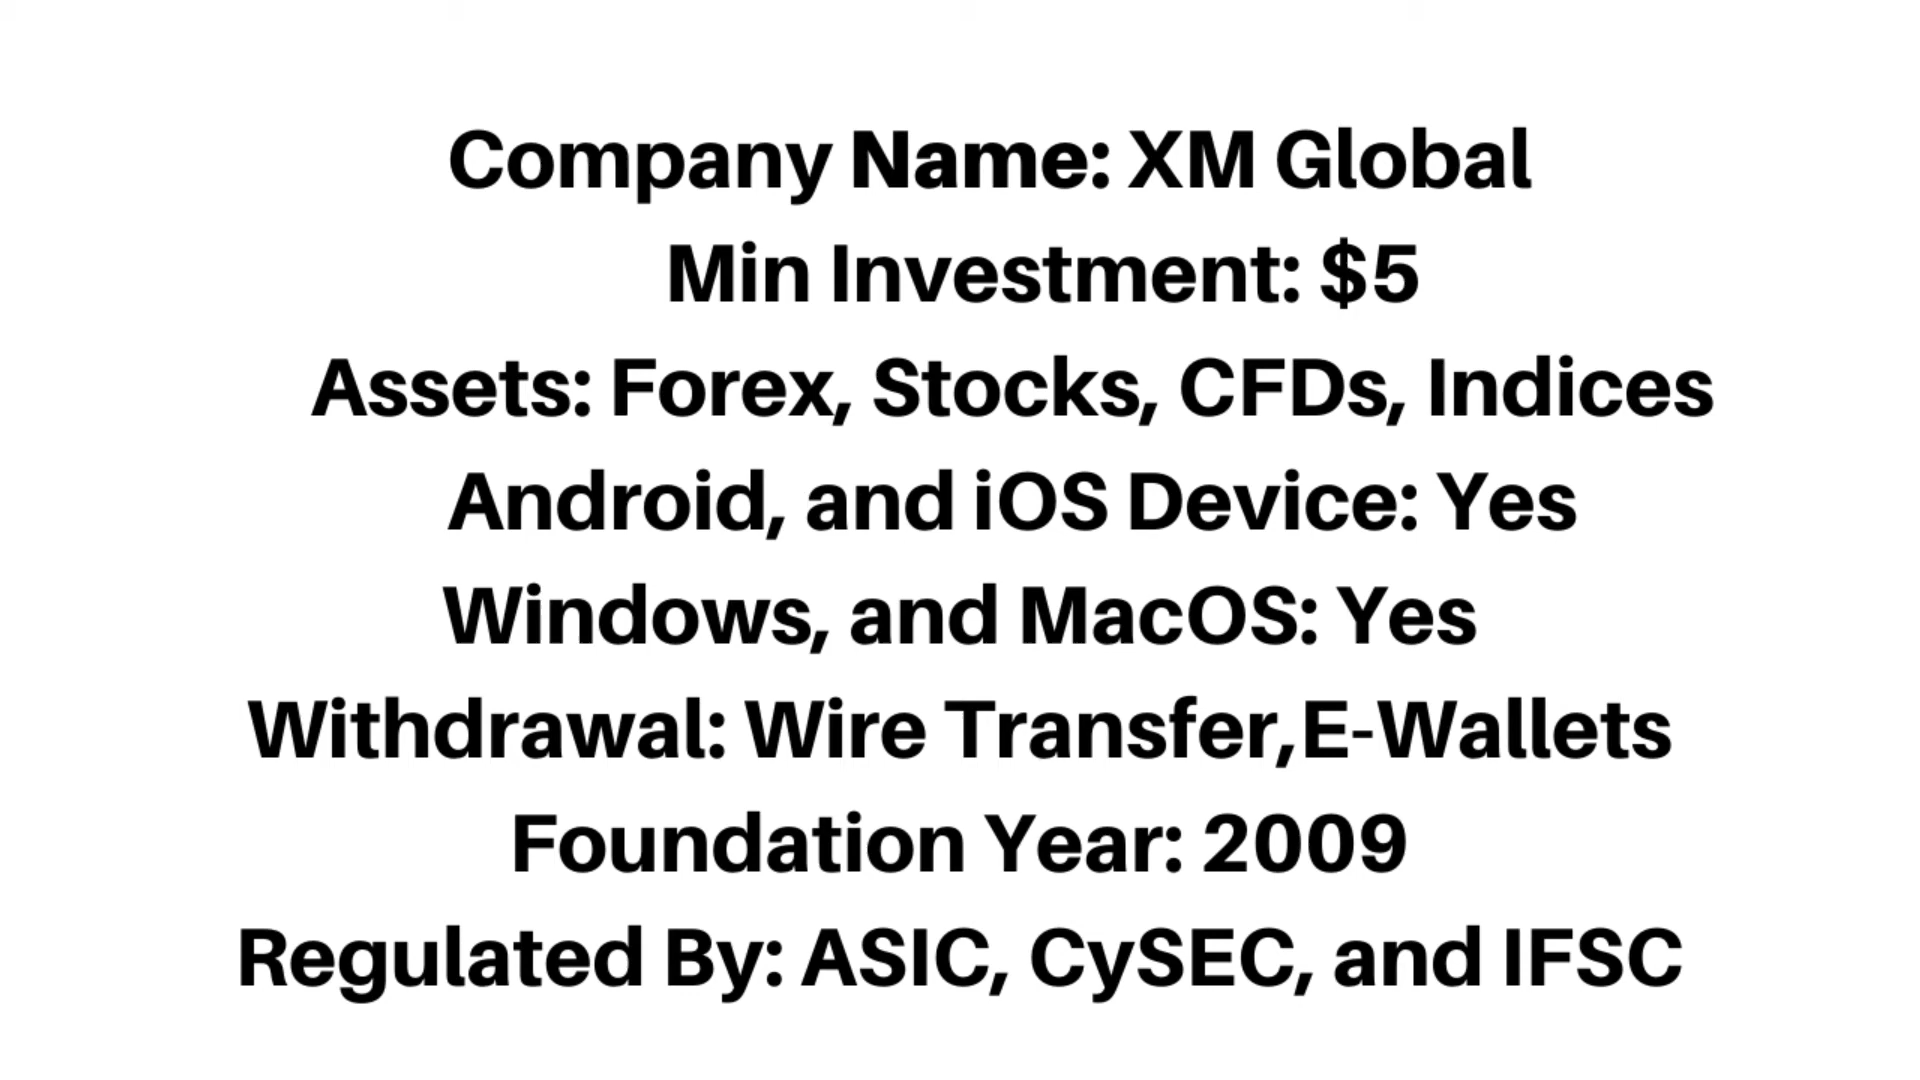 Company Name: XM Global
Min Investment: $5
Assets: Forex, Stocks, CFDs, Indices
Android, and iOS Device: Yes
Windows, and MacOS: Yes
Withdrawal: Wire Transfer,E-Wallets
Foundation Year: 2009
Regulated By: ASIC, CySEC, and IFSC